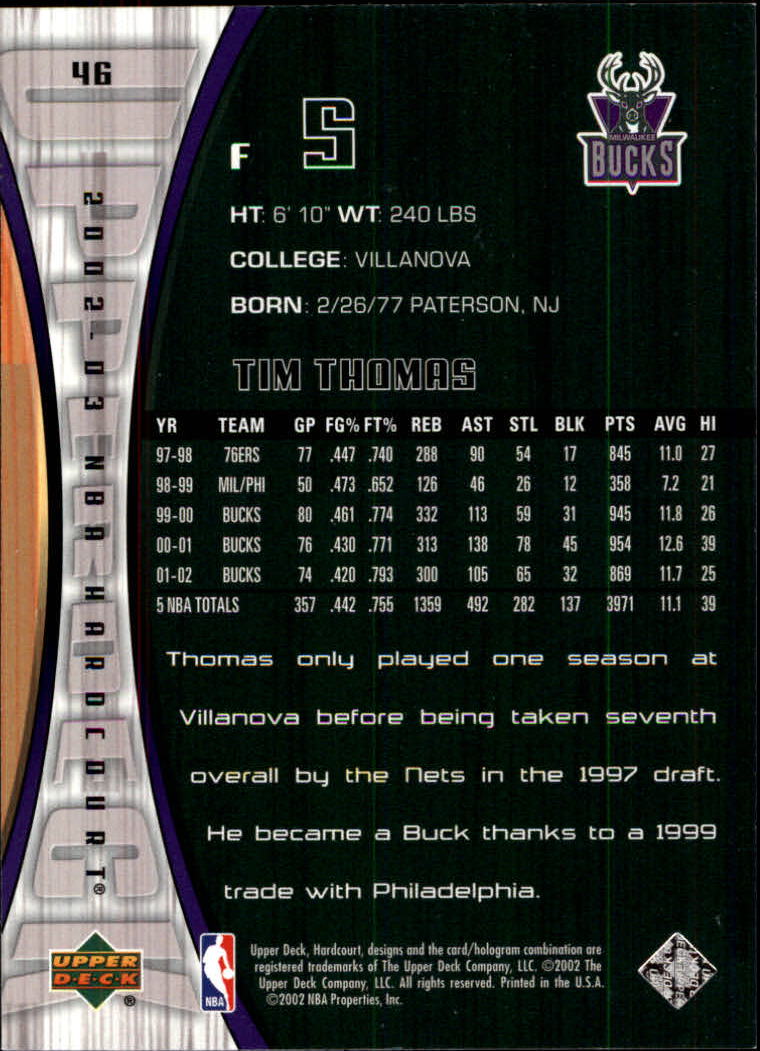 46
2002-03 NBA HARDCOURT®
F 5
MILWAUKEE
BUCKS
HT: 6' 10" WT: 240 LBS
COLLEGE: VILLANOVA
BORN: 2/26/77 PATERSON, NJ
TIM THOMAS
YR TEAM GP FG% FT% REB AST STL BLK PTS AVG HI
97-98 76ERS 77 .447 .740 288 90 54 17 845 11.0 27
98-99 MIL/PHI 50 .473 .652 126 46 26 12 358 7.2 21
99-00 BUCKS 80 .461 .774 332 113 59 31 945 11.8 26
00-01 BUCKS 76 .430 .771 313 138 78 45 954 12.6 39
01-02 BUCKS 74 .420 .793 300 105 65 32 869 11.7 25
5 NBA TOTALS 357 .442 .755 1359 492 282 137 3971 11.1 39
Thomas only played one season at
Villanova before being taken seventh
overall by the Nets in the 1997 draft.
He became a Buck thanks to a 1999
trade with Philadelphia.
UPPER
DECK
®
NBA
Upper Deck, Hardcourt, designs and the card/hologram combination are
registered trademarks of The Upper Deck Company, LLC. ©2002 The
Upper Deck Company, LLC. All rights reserved. Printed in the U.S.A.
©2002 NBA Properties, Inc.